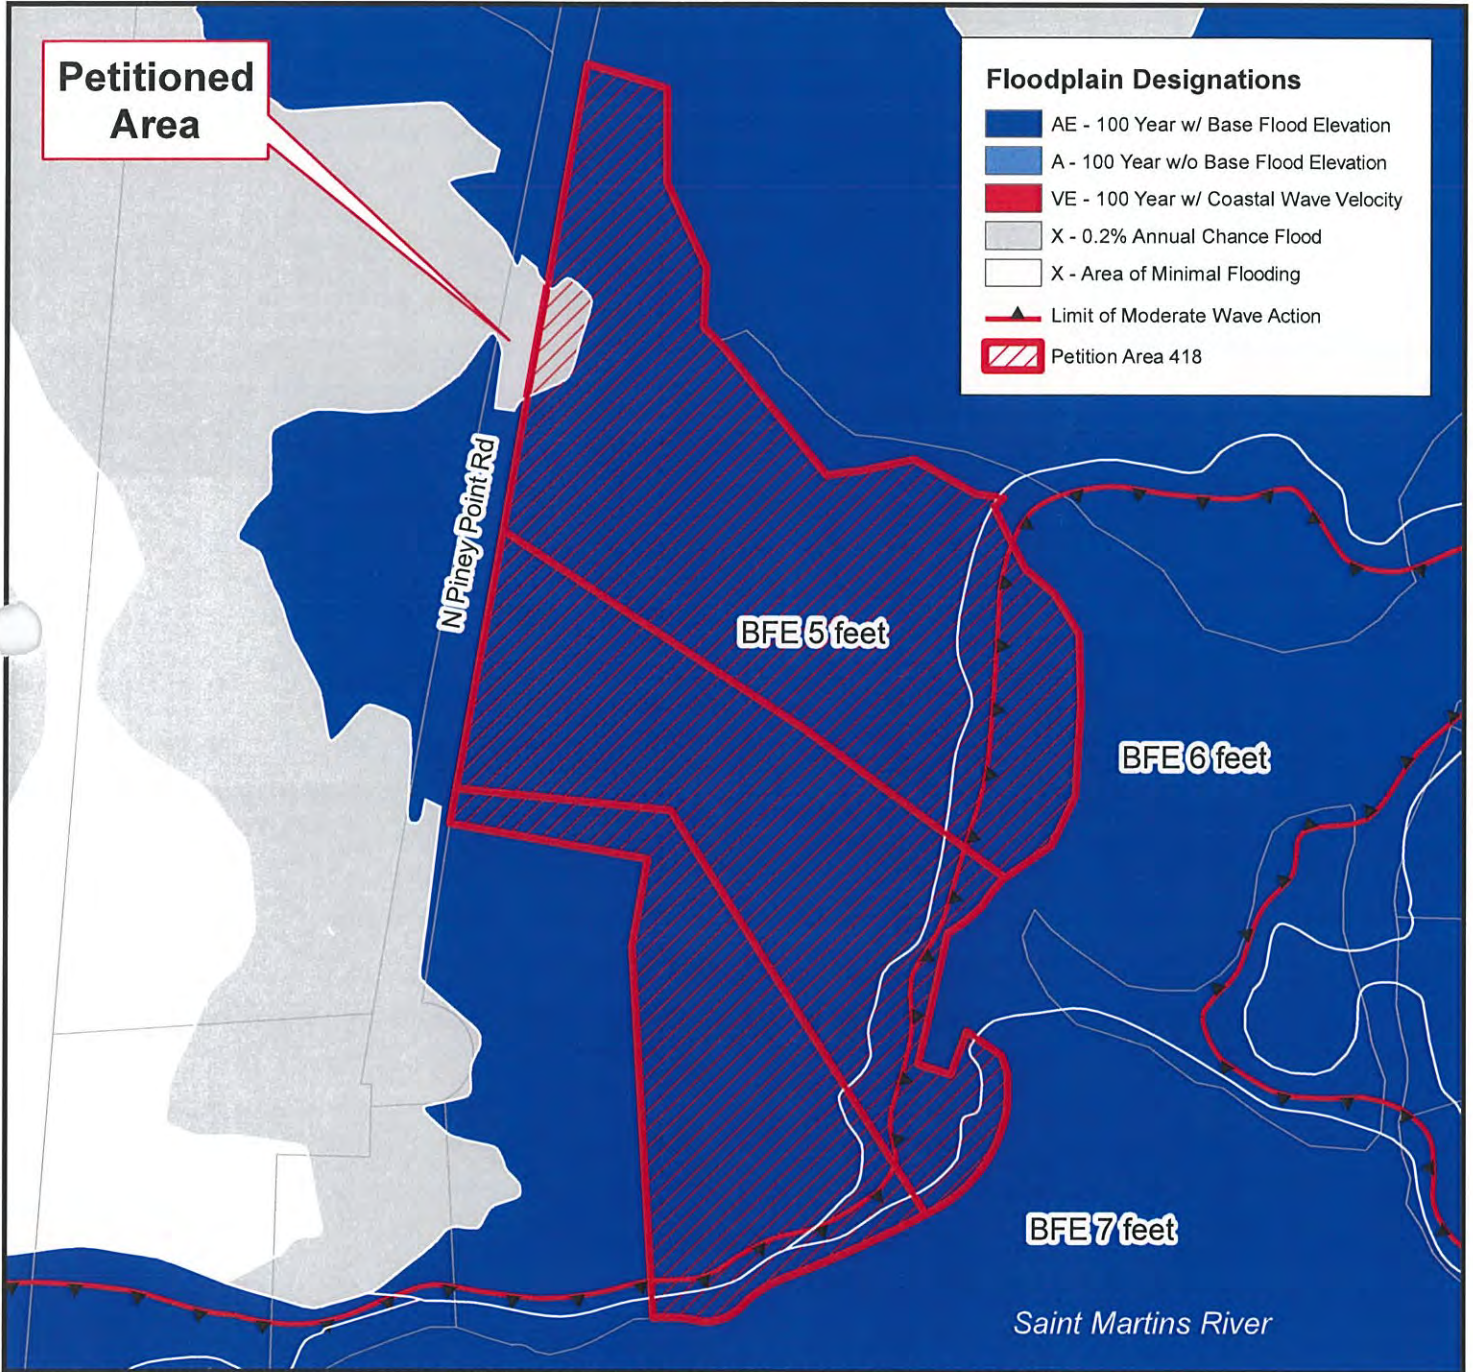 Petitioned
Area
Floodplain Designations
AE - 100 Year w/ Base Flood Elevation
A - 100 Year w/o Base Flood Elevation
VE - 100 Year w/ Coastal Wave Velocity
X - 0.2% Annual Chance Flood
X - Area of Minimal Flooding
Limit of Moderate Wave Action
Petition Area 418
N Piney Point Rd
BFE 5 feet
BFE 6 feet
BFE 7 feet
Saint Martins River